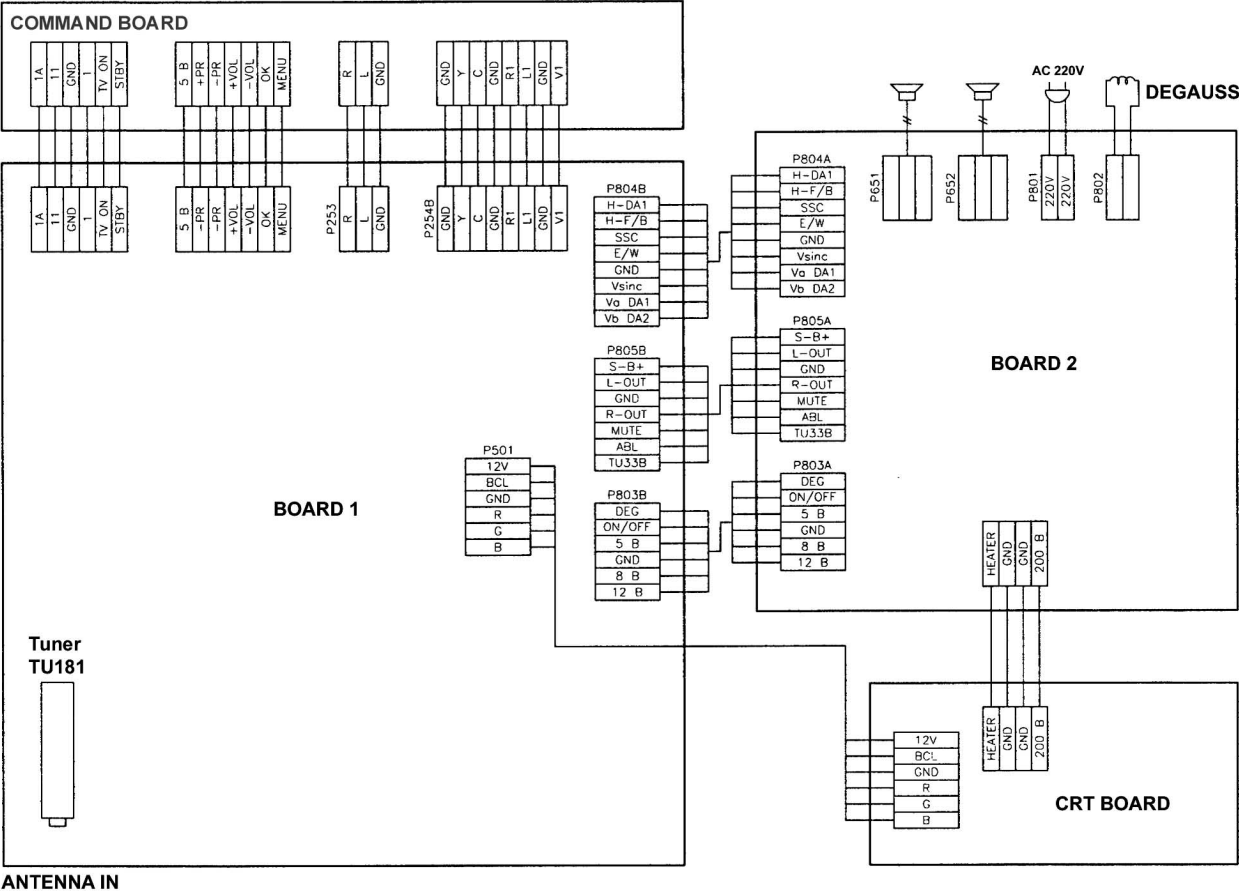 COMMAND BOARD
1A
11
GND
1
TV ON
STBY
5 B
+PR
-PR
+VOL
-VOL
OK
MENU
R
L
GND
GND
Y
C
GND
R1
L1
GND
V1
1A
11
GND
1
TV ON
STBY
5 B
-PR
-PR
+VOL
-VOL
OK
MENU
P253
R
L
GND
P254B
GND
Y
C
GND
R1
L1
GND
V1
P804B
H-DA1
H-F/B
SSC
E/W
GND
Vsinc
Va DA1
Vb DA2
P805B
S-B+
L-OUT
GND
R-OUT
MUTE
ABL
TU33B
P501
12V
BCL
GND
R
G
B
P803B
DEG
ON/OFF
5 B
GND
8 B
12 B
BOARD 1
Tuner
TU181
ANTENNA IN
AC 220V
DEGAUSS
P651
P652
P801
220V
220V
P802
P804A
H-DA1
H-F/B
SSC
E/W
GND
Vsinc
Va DA1
Vb DA2
P805A
S-B+
L-OUT
GND
R-OUT
MUTE
ABL
TU33B
P803A
DEG
ON/OFF
5 B
GND
8 B
12 B
BOARD 2
HEATER
GND
GND
200 B
HEATER
GND
GND
200 B
12V
BCL
GND
R
G
B
CRT BOARD